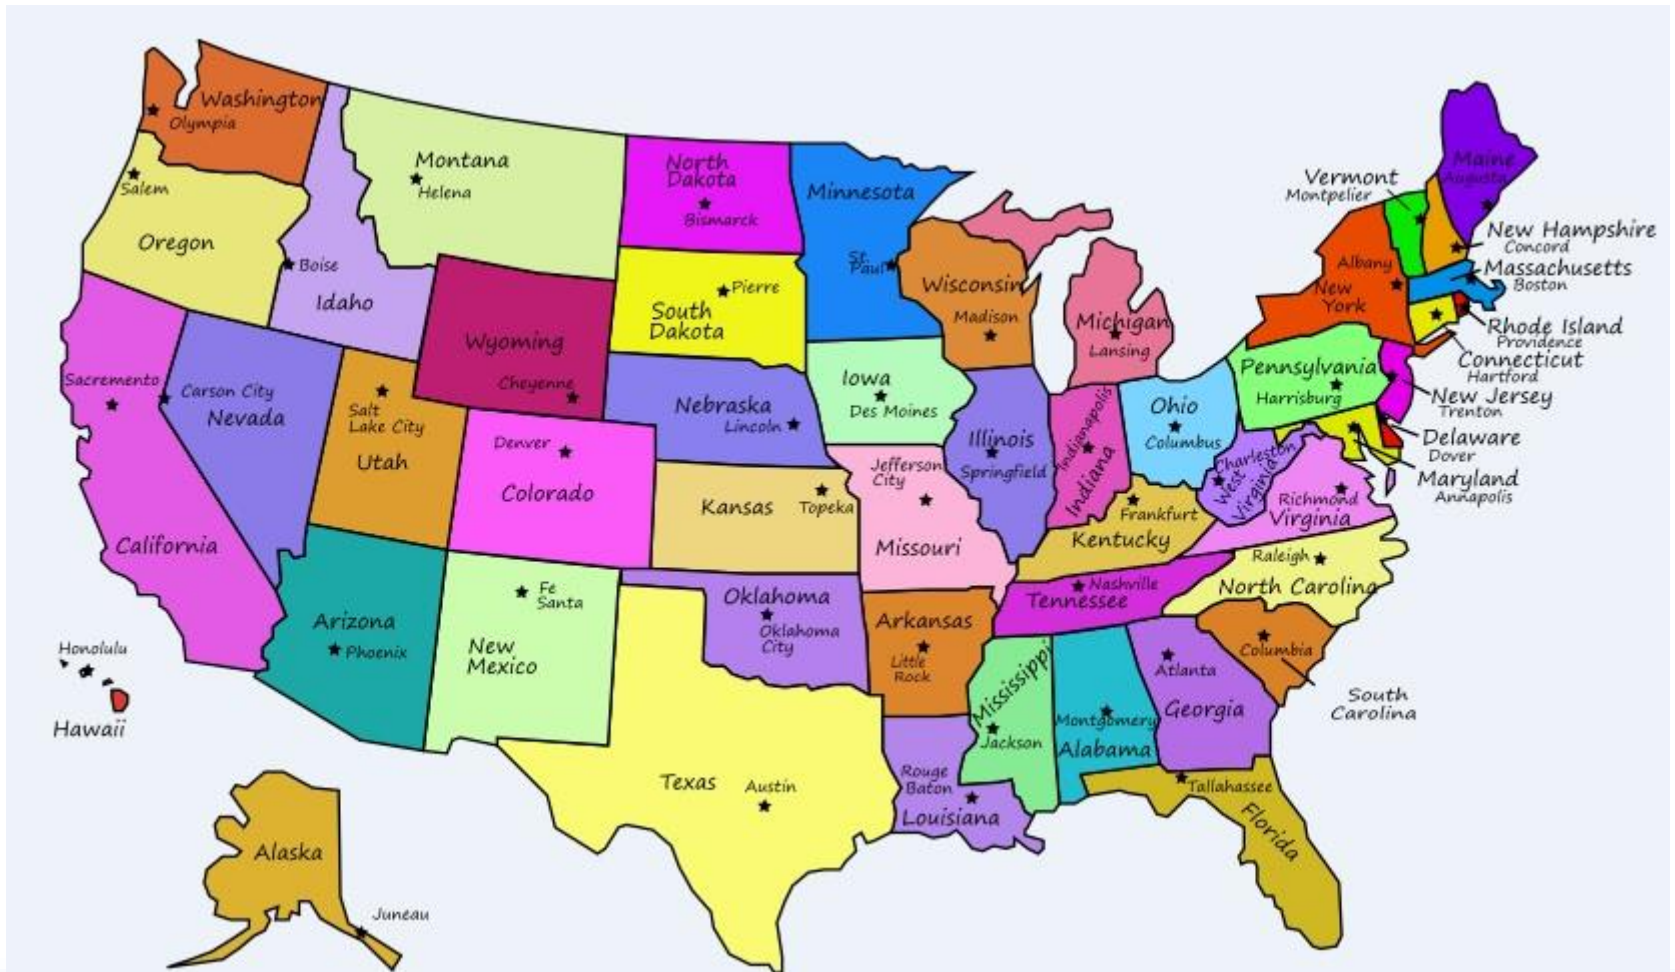 Washington
Olympia
Montana
Helena
North
Dakota
Bismarck
Minnesota
St.
Paul
Maine
Augusta
Vermont
Montpelier
New Hampshire
Concord
Salem
Oregon
Boise
Idaho
Wyoming
Cheyenne
Pierre
South
Dakota
Wisconsin
Madison
Michigan
Lansing
Albany
New
York
Massachusetts
Boston
Rhode Island
Providence
Connecticut
Hartford
Sacremento
Carson City
Nevada
Salt
Lake City
Utah
Nebraska
Lincoln
Iowa
Des Moines
Illinois
Springfield
Indianapolis
Indiana
Ohio
Columbus
Pennsylvania
Harrisburg
New Jersey
Trenton
Delaware
Dover
Maryland
Annapolis
Denver
Colorado
Kansas
Topeka
Jefferson
City
Missouri
Charleston
West
Virginia
Richmond
Virginia
Frankfurt
Kentucky
California
Arizona
Phoenix
Fe
Santa
New
Mexico
Oklahoma
Oklahoma
City
Arkansas
Little
Rock
Nashville
Tennessee
Raleigh
North Carolina
Columbia
South
Carolina
Honolulu
Hawaii
Mississippi
Jackson
Montgomery
Alabama
Atlanta
Georgia
Texas
Austin
Rouge
Baton
Louisiana
Tallahassee
Florida
Alaska
Juneau